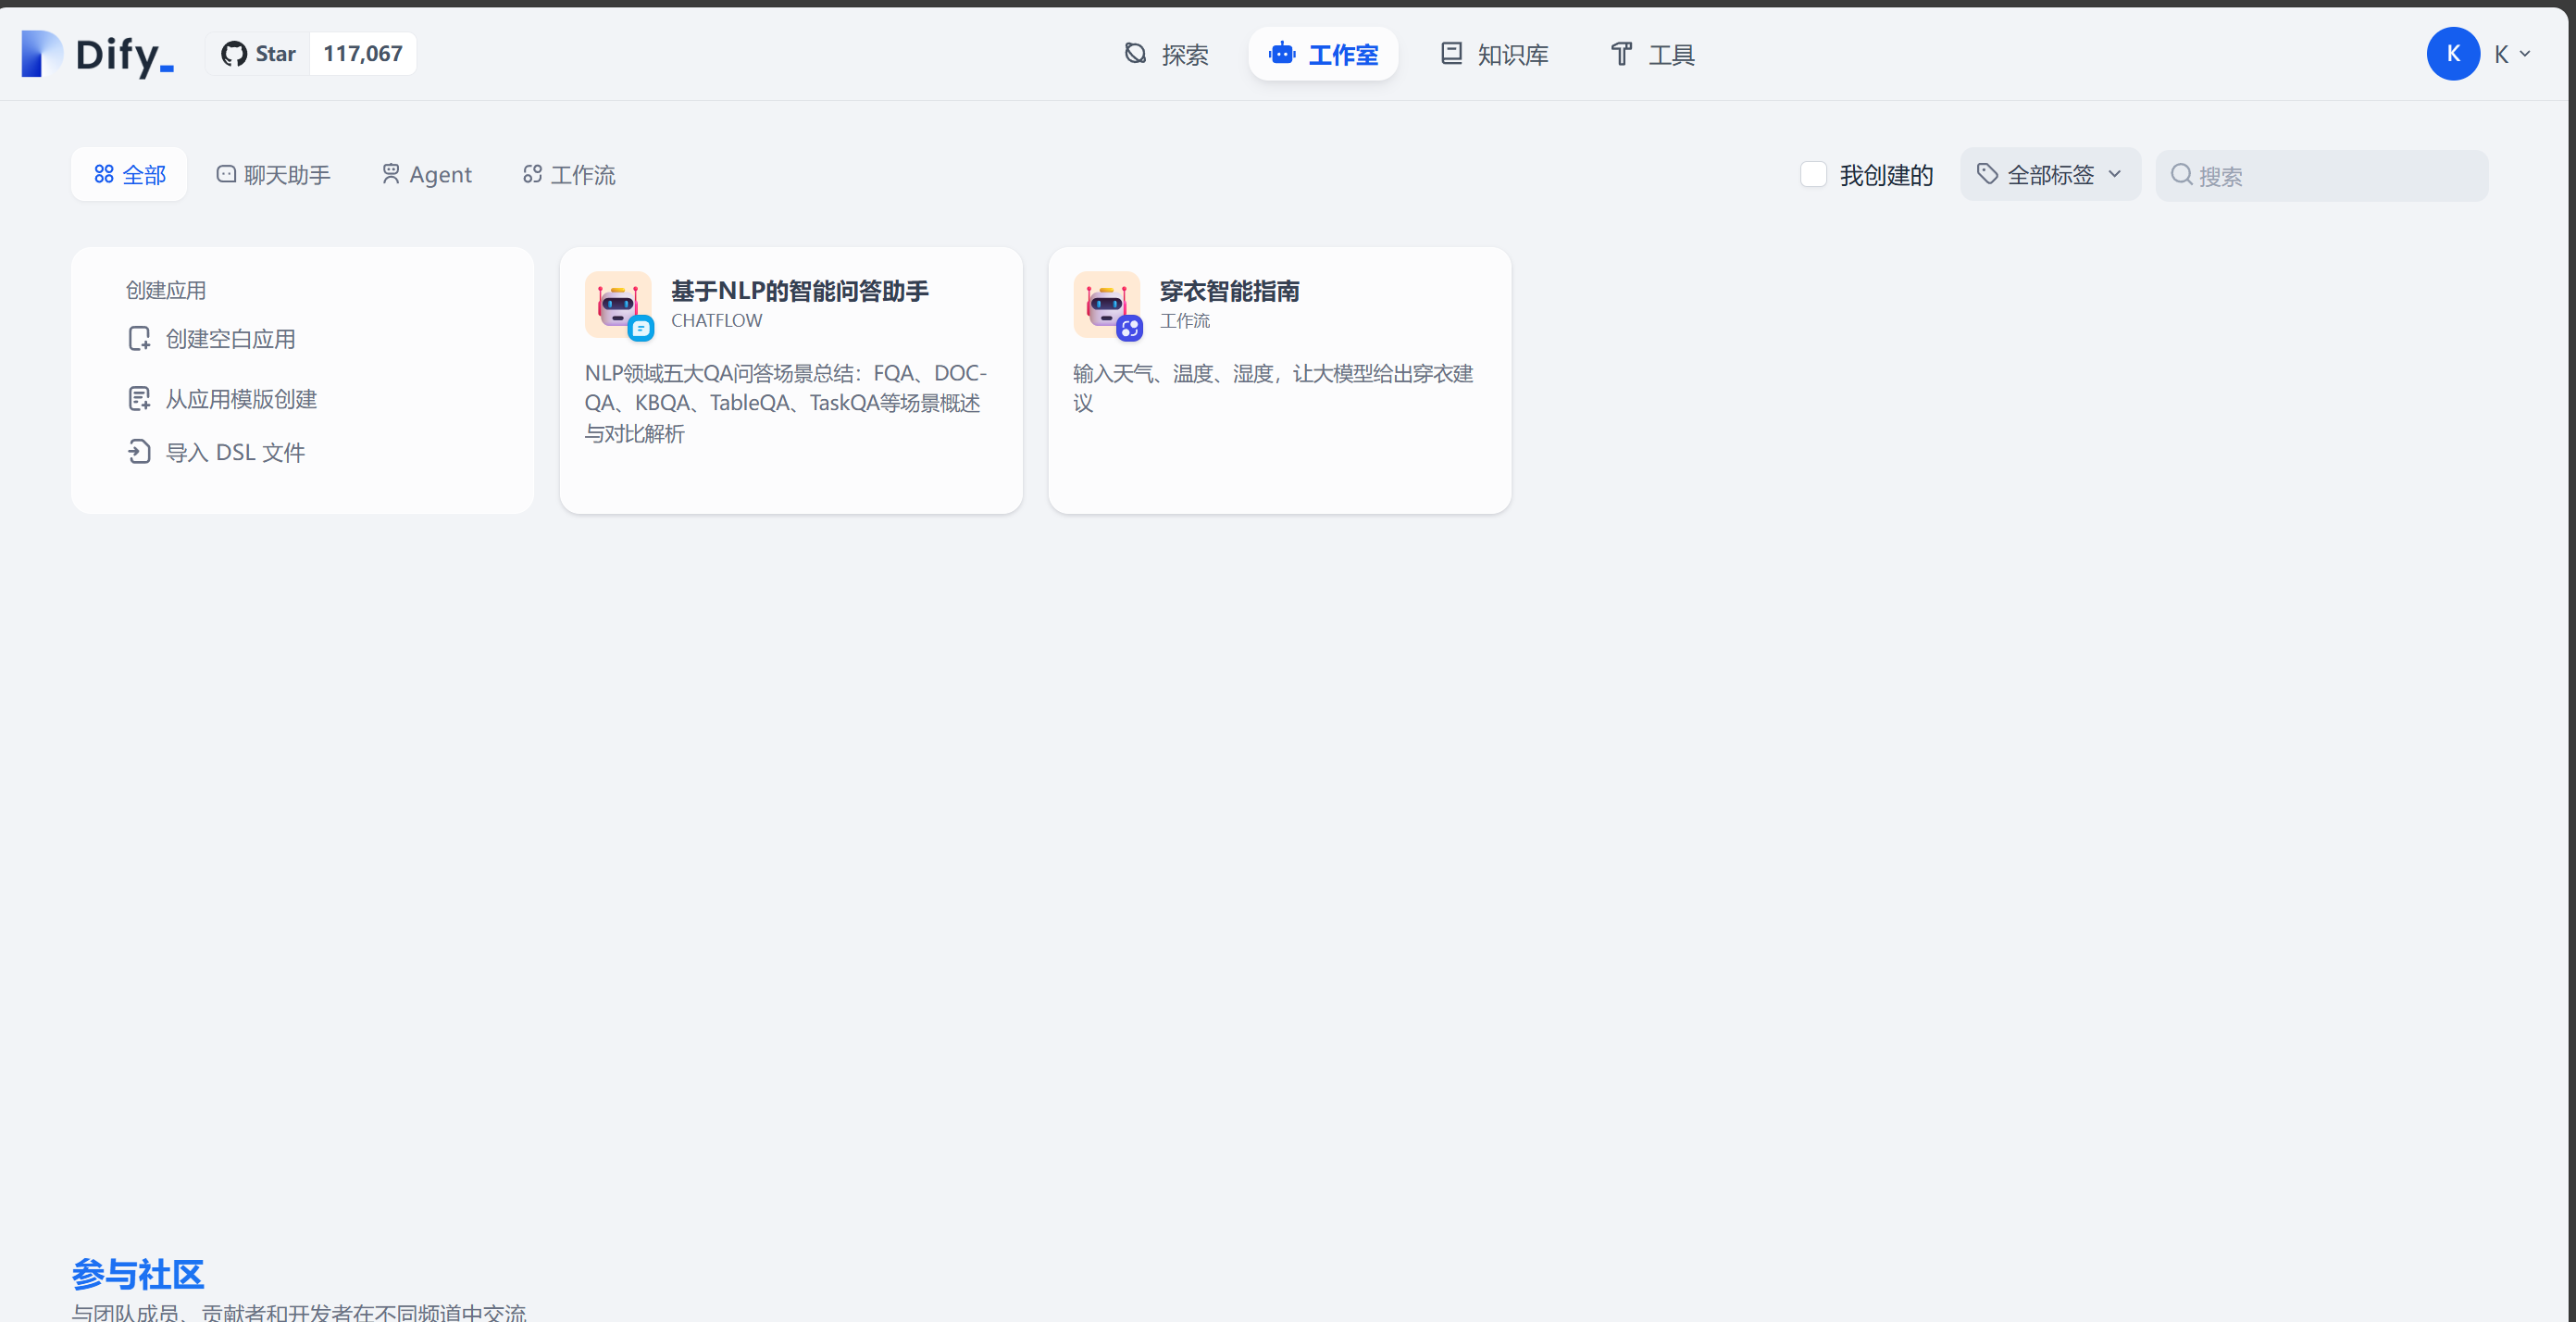 Dify_
Star 117,067
探索
工作室
知识库
工具
K
K
全部
聊天助手
Agent
工作流
我创建的
全部标签
搜索
创建应用
创建空白应用
从应用模版创建
导入 DSL 文件
基于NLP的智能问答助手
CHATFLOW
NLP领域五大QA问答场景总结：FQA、DOC-
QA、KBQA、TableQA、TaskQA等场景概述
与对比解析
穿衣智能指南
工作流
输入天气、温度、湿度，让大模型给出穿衣建
议
参与社区
与团队成员、贡献者和开发者在不同频道中交流